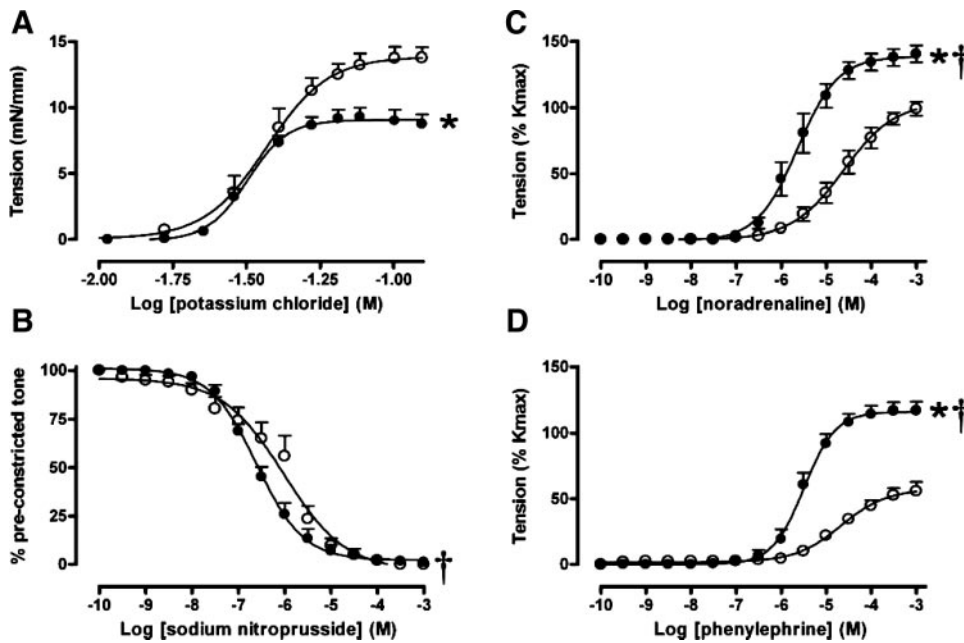 A
Tension (mN/mm)
15
10
5
0
-2.00 -1.75 -1.50 -1.25 -1.00
Log [potassium chloride] (M)
*
B
% pre-constricted tone
100
75
50
25
0
-10 -9 -8 -7 -6 -5 -4 -3
Log [sodium nitroprusside] (M)
†
C
Tension (% Kmax)
150
100
50
0
-10 -9 -8 -7 -6 -5 -4 -3
Log [noradrenaline] (M)
*†
D
Tension (% Kmax)
150
100
50
0
-10 -9 -8 -7 -6 -5 -4 -3
Log [phenylephrine] (M)
*†